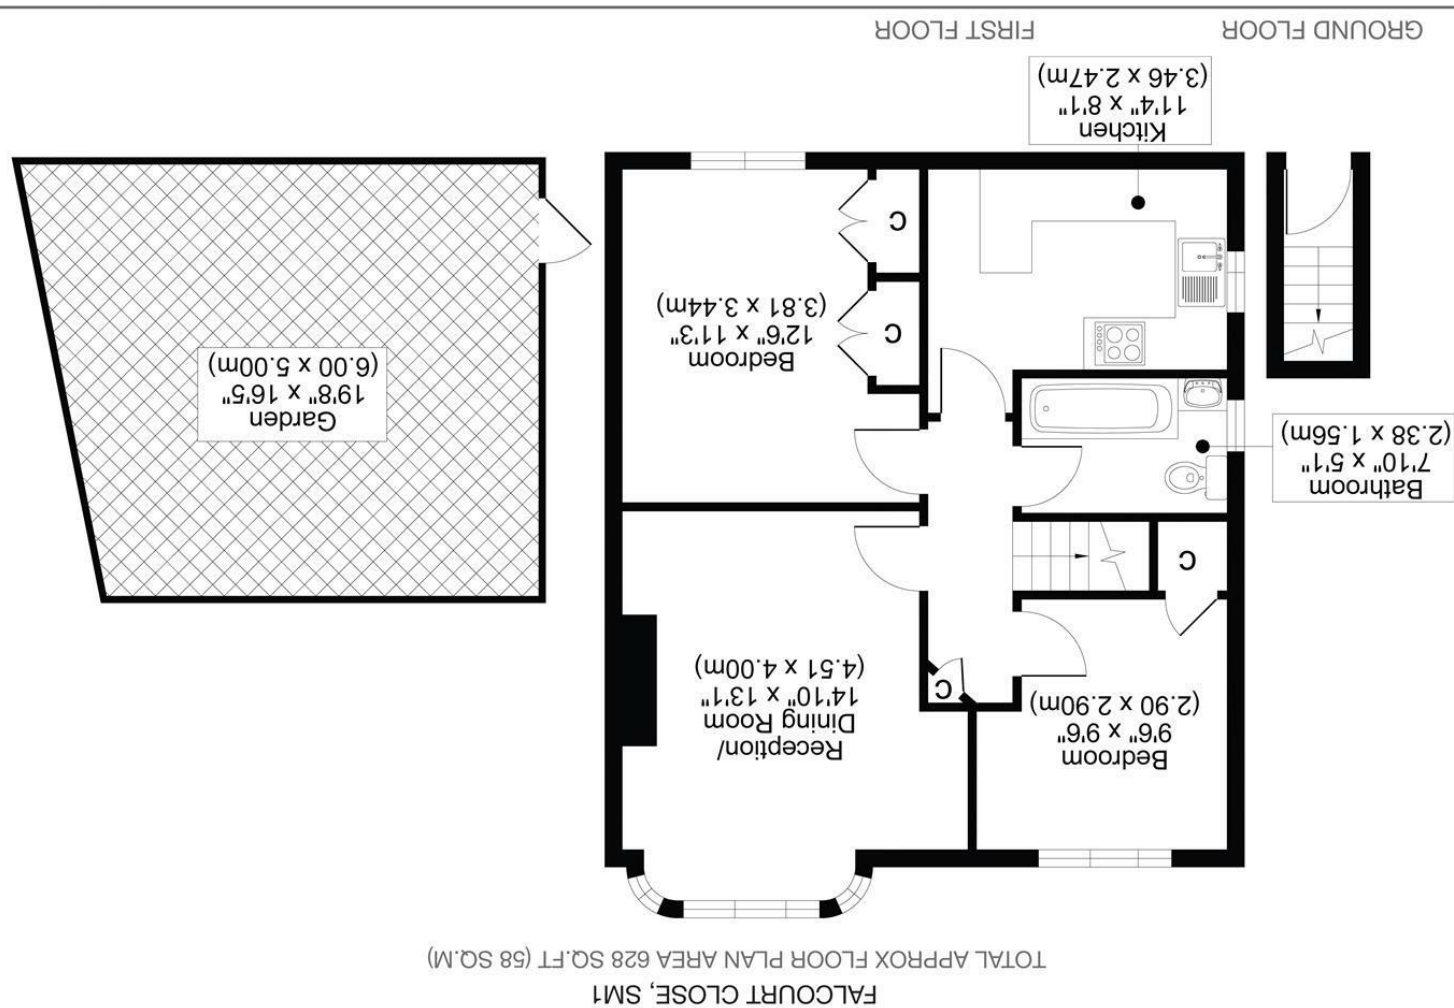 FALCOURT CLOSE, SM1
TOTAL APPROX FLOOR PLAN AREA 628 SQ.FT (58 SQ.M)
Bedroom
9'6" x 9'6"
(2.90 x 2.90m)
Reception/
Dining Room
14'10" x 13'1"
(4.51 x 4.00m)
C
C
Bathroom
7'10" x 5'1"
(2.38 x 1.56m)
Garden
19'8" x 16'5"
(6.00 x 5.00m)
Bedroom
12'6" x 11'3"
(3.81 x 3.44m)
C
C
Kitchen
11'4" x 8'1"
(3.46 x 2.47m)
GROUND FLOOR
FIRST FLOOR